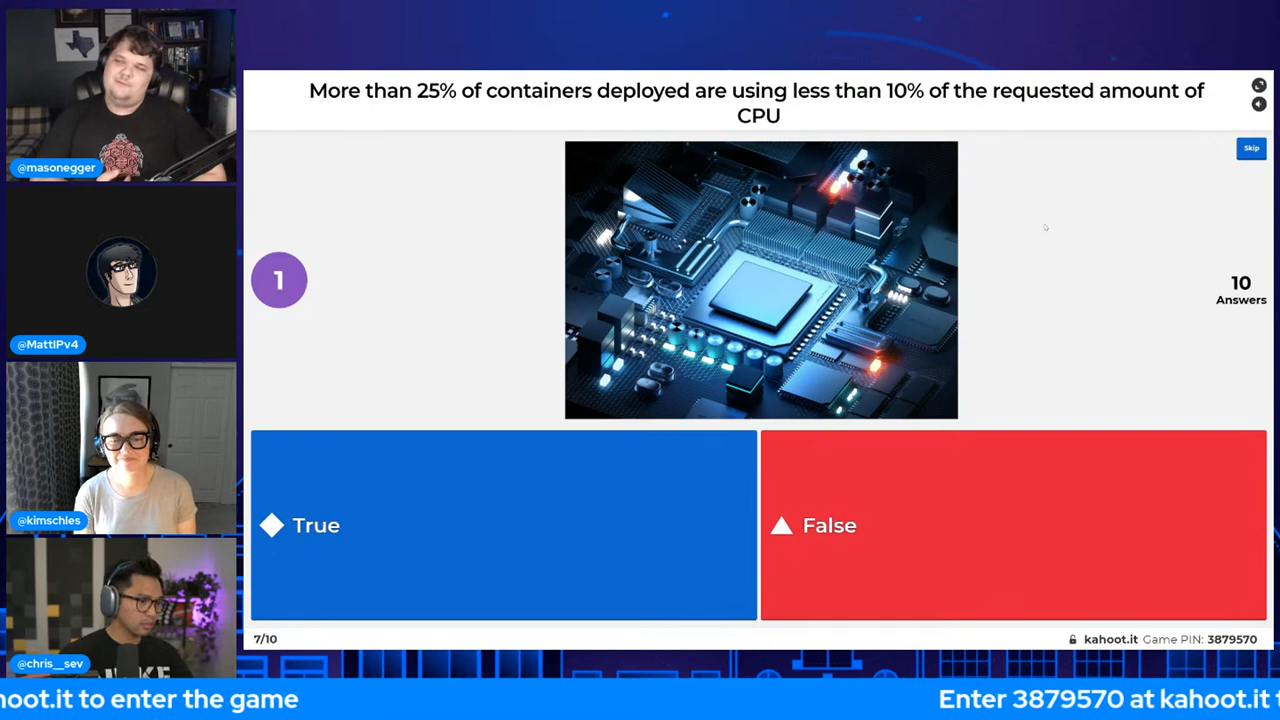 @masonegger
@MattIPv4
@kimschles
@chris__sev
More than 25% of containers deployed are using less than 10% of the requested amount of
CPU
Skip
1
10
Answers
True
False
7/10
kahoot.it Game PIN: 3879570
hoot.it to enter the game
Enter 3879570 at kahoot.it t